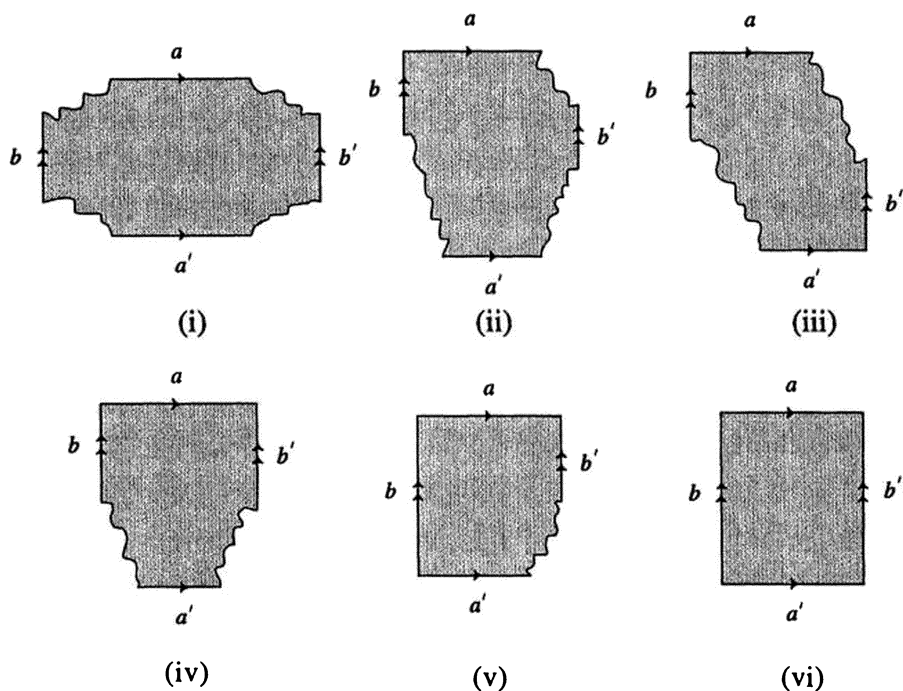 a a a
b b' b b' b b'
a' a' a'
(i) (ii) (iii)
a a a
b b' b b' b b'
a' a' a'
(iv) (v) (vi)